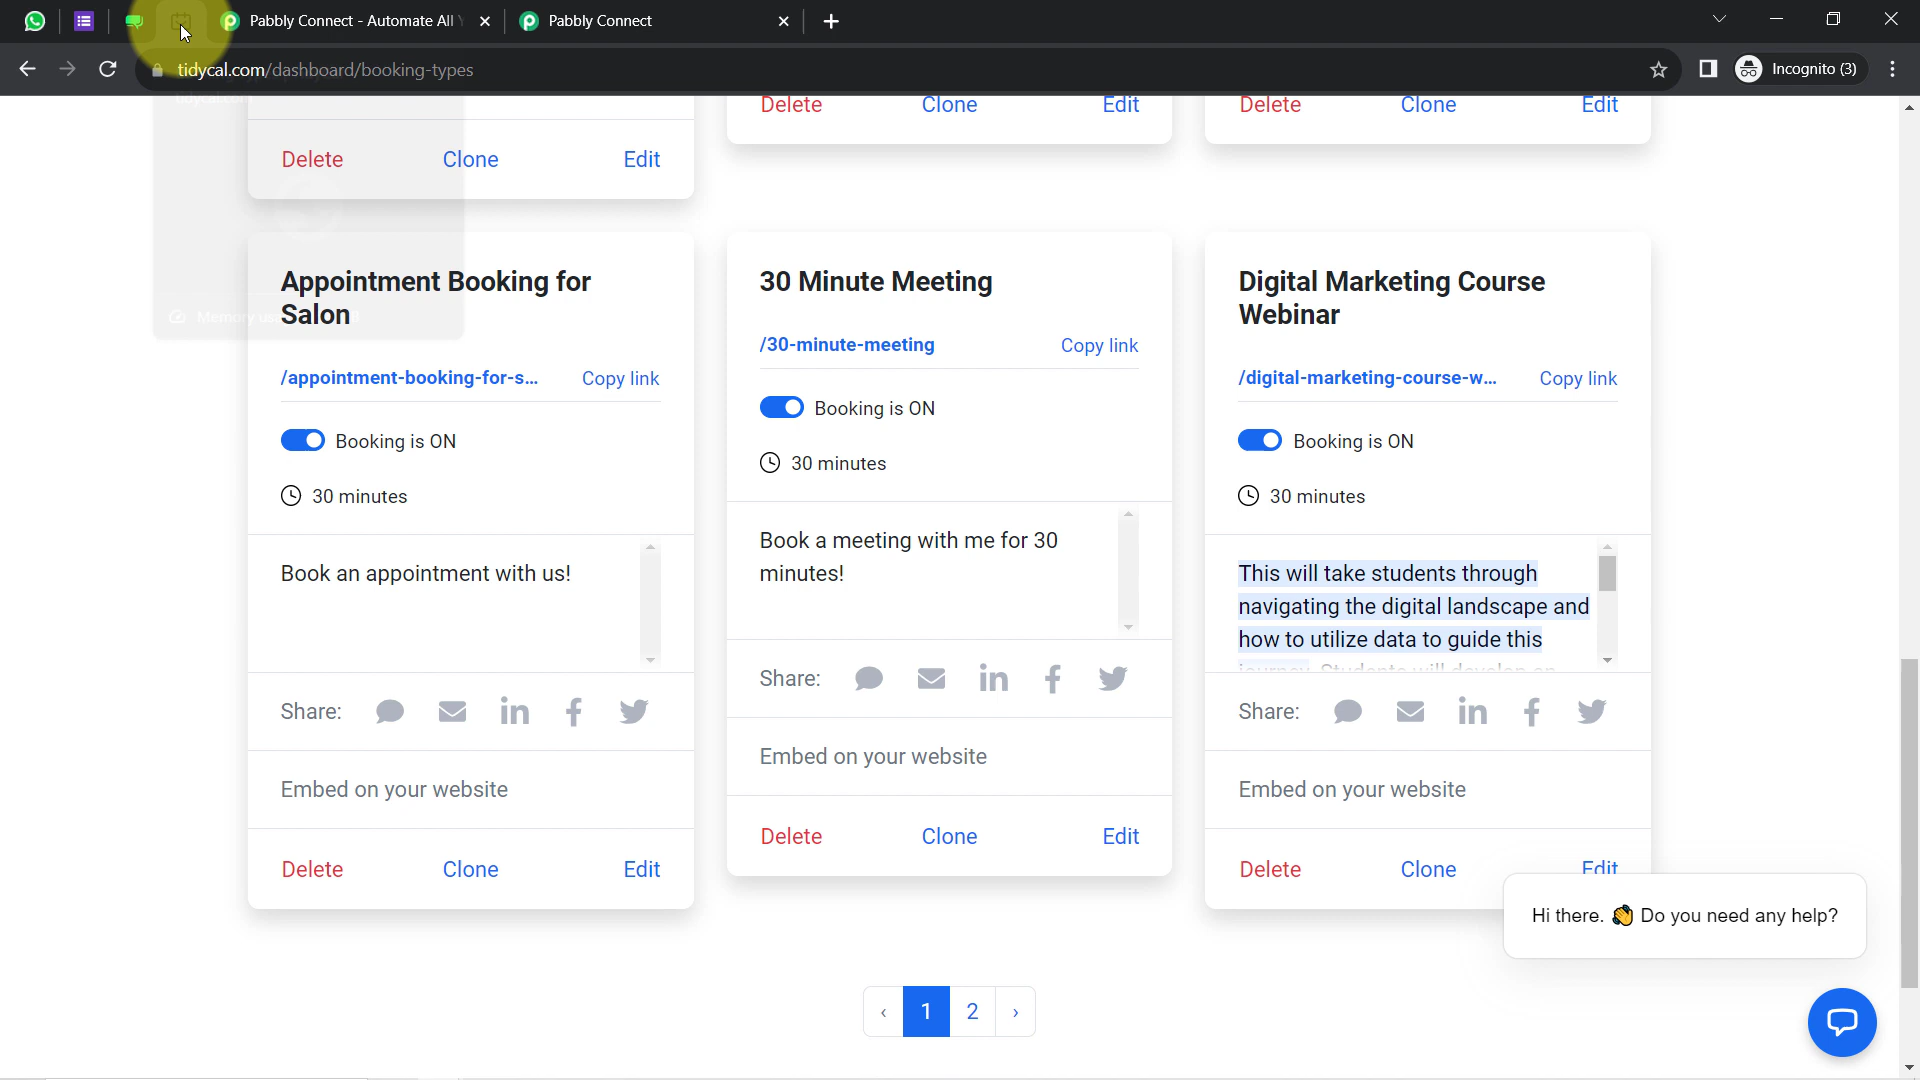 Pabbly Connect - Automate All
Pabbly Connect
tidycal.com/dashboard/booking-types
Incognito (3)
tidycal.com
Delete Clone Edit
Delete Clone Edit
Delete Clone Edit
Appointment Booking for
Salon
/appointment-booking-for-s... Copy link
Booking is ON
30 minutes
Book an appointment with us!
Share:
Embed on your website
Delete Clone Edit
30 Minute Meeting
/30-minute-meeting Copy link
Booking is ON
30 minutes
Book a meeting with me for 30
minutes!
Share:
Embed on your website
Delete Clone Edit
Digital Marketing Course
Webinar
/digital-marketing-course-w... Copy link
Booking is ON
30 minutes
This will take students through
navigating the digital landscape and
how to utilize data to guide this
journey. Students will develop an
Share:
Embed on your website
Delete Clone Edit
Hi there. 👋 Do you need any help?
‹ 1 2 ›